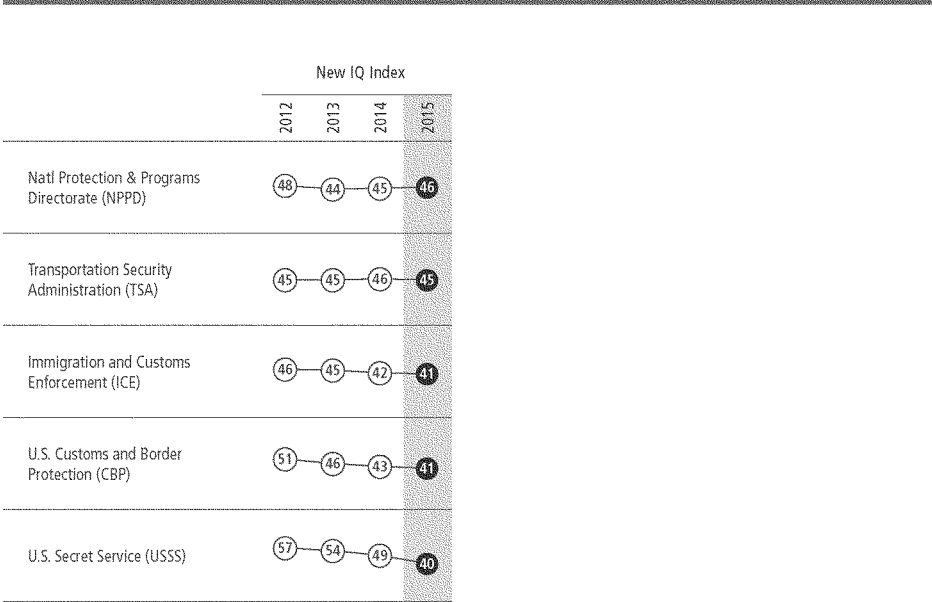 New IQ Index
2012 2013 2014 2015
Natl Protection & Programs
Directorate (NPPD)
48 44 45 46
Transportation Security
Administration (TSA)
45 45 46 45
Immigration and Customs
Enforcement (ICE)
46 45 42 41
U.S. Customs and Border
Protection (CBP)
51 46 43 41
U.S. Secret Service (USSS)
57 54 49 40